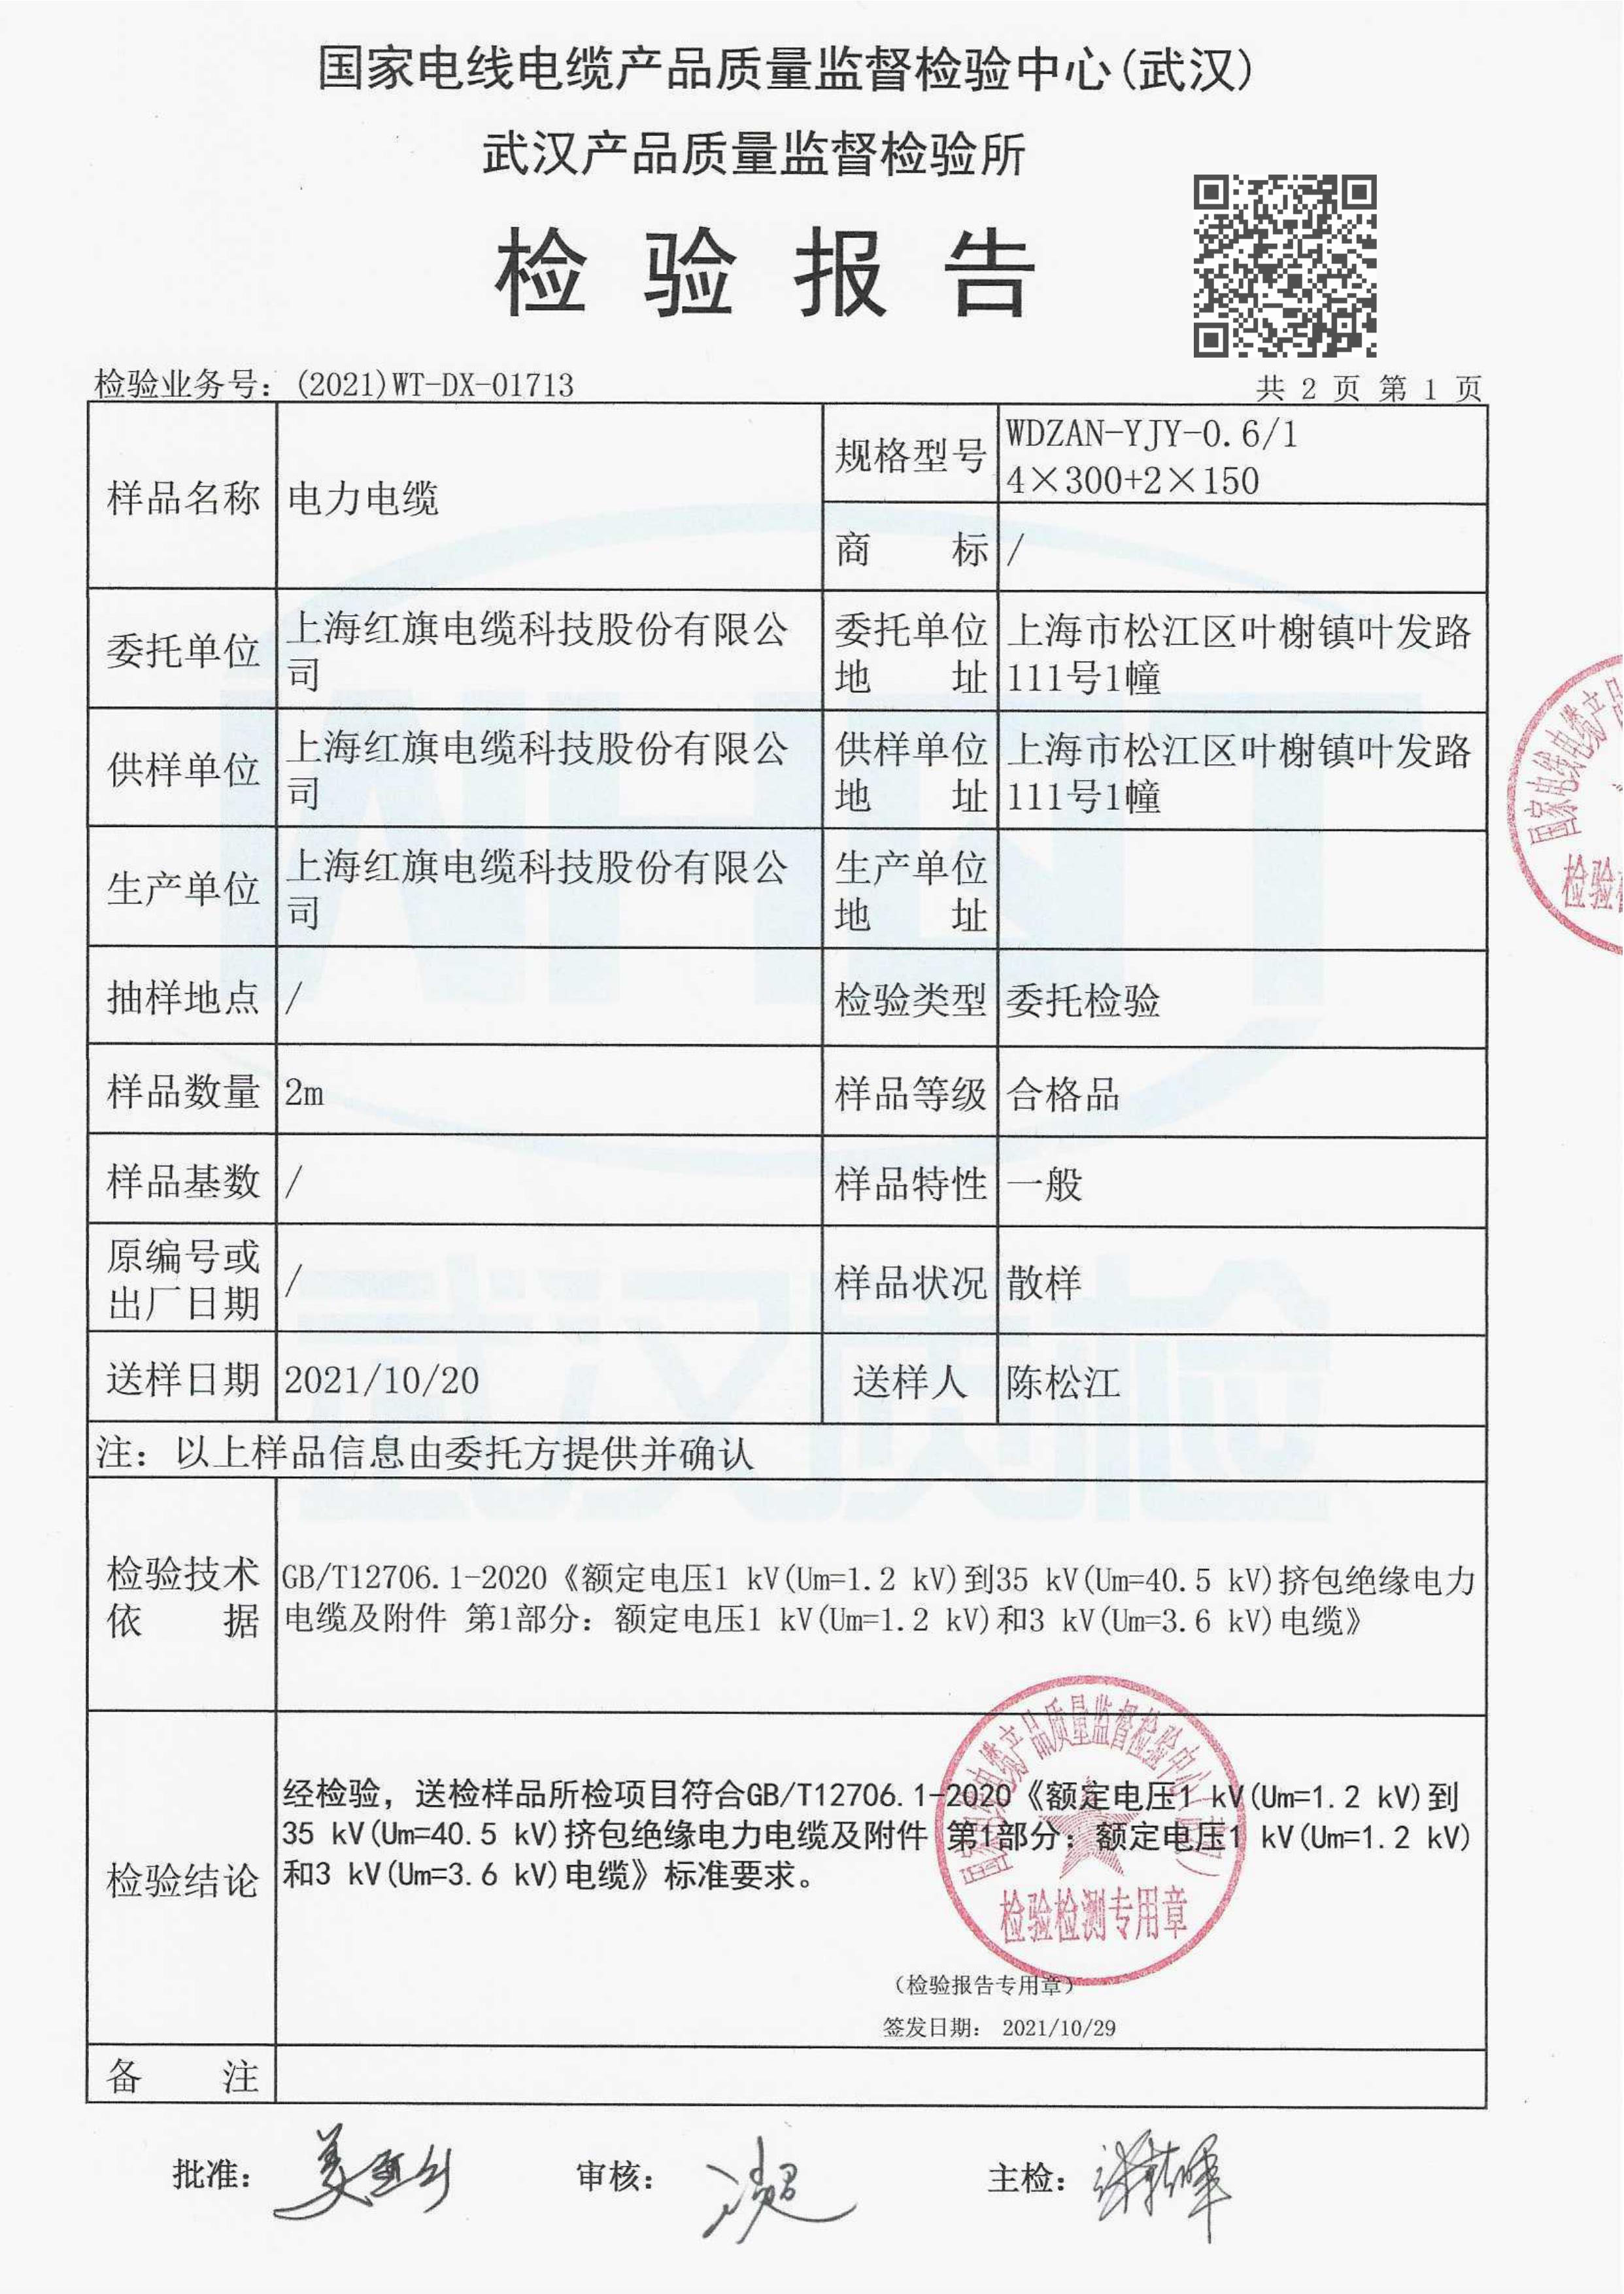 国家电线电缆产品质量监督检验中心(武汉)
武汉产品质量监督检验所
检验报告
检验业务号：(2021)WT-DX-01713
共 2 页 第 1 页
样品名称
电力电缆
规格型号
WDZAN-YJY-0.6/1
4×300+2×150
商 标
/
委托单位
上海红旗电缆科技股份有限公
司
委托单位
地 址
上海市松江区叶榭镇叶发路
111号1幢
供样单位
上海红旗电缆科技股份有限公
司
供样单位
地 址
上海市松江区叶榭镇叶发路
111号1幢
生产单位
上海红旗电缆科技股份有限公
司
生产单位
地 址
抽样地点
/
检验类型
委托检验
样品数量
2m
样品等级
合格品
样品基数
/
样品特性
一般
原编号或
出厂日期
/
样品状况
散样
送样日期
2021/10/20
送样人
陈松江
注：以上样品信息由委托方提供并确认
检验技术
依 据
GB/T12706.1-2020《额定电压1 kV(Um=1.2 kV)到35 kV(Um=40.5 kV)挤包绝缘电力
电缆及附件 第1部分：额定电压1 kV(Um=1.2 kV)和3 kV(Um=3.6 kV)电缆》
检验结论
经检验，送检样品所检项目符合GB/T12706.1-2020《额定电压1 kV(Um=1.2 kV)到
35 kV(Um=40.5 kV)挤包绝缘电力电缆及附件 第1部分：额定电压1 kV(Um=1.2 kV)
和3 kV(Um=3.6 kV)电缆》标准要求。
国家电线电缆产品质量监督检验中心(武汉)
检验检测专用章
（检验报告专用章）
签发日期： 2021/10/29
备 注
批准：
审核：
主检：
国家电线电缆产品
检验
WHQT
武汉质检